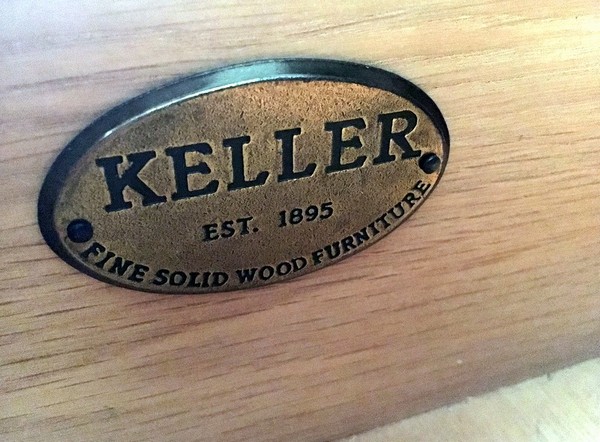 KELLER
EST. 1895
FINE SOLID WOOD FURNITURE